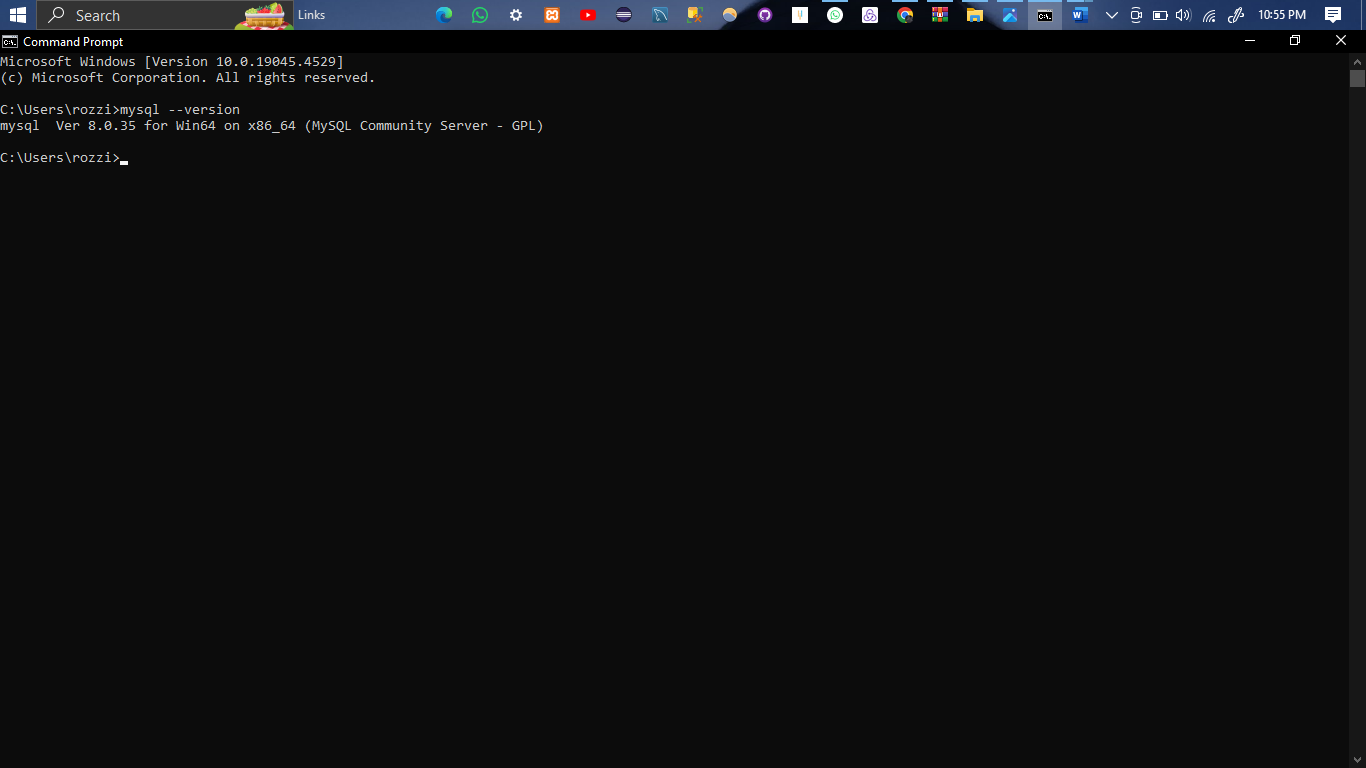 Search
Links
10:55 PM
Command Prompt
Microsoft Windows [Version 10.0.19045.4529]
(c) Microsoft Corporation. All rights reserved.
C:\Users\rozzi>mysql --version
mysql  Ver 8.0.35 for Win64 on x86_64 (MySQL Community Server - GPL)
C:\Users\rozzi>